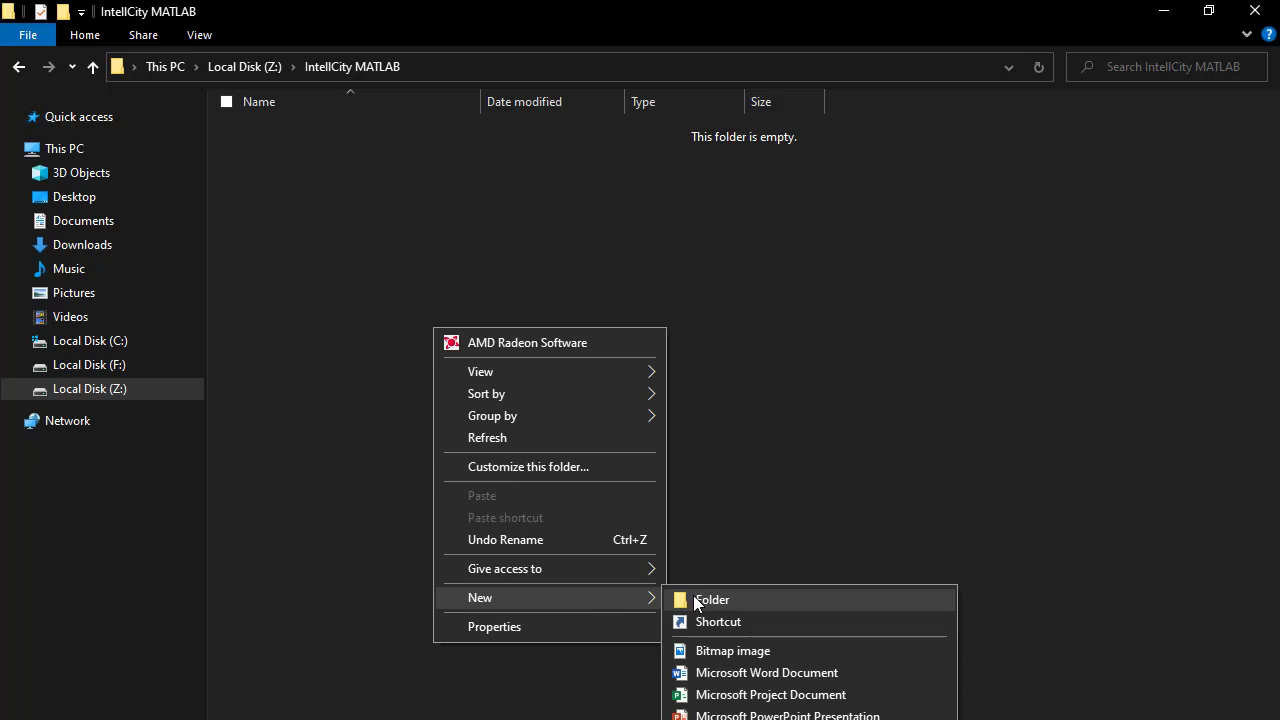 IntellCity MATLAB
File Home Share View
This PC Local Disk (Z:) IntellCity MATLAB Search IntellCity MATLAB
Name Date modified Type Size
This folder is empty.
Quick access
This PC
3D Objects
Desktop
Documents
Downloads
Music
Pictures
Videos
Local Disk (C:)
Local Disk (F:)
Local Disk (Z:)
Network
AMD Radeon Software
View
Sort by
Group by
Refresh
Customize this folder...
Paste
Paste shortcut
Undo Rename Ctrl+Z
Give access to
New
Properties
Folder
Shortcut
Bitmap image
Microsoft Word Document
Microsoft Project Document
Microsoft PowerPoint Presentation